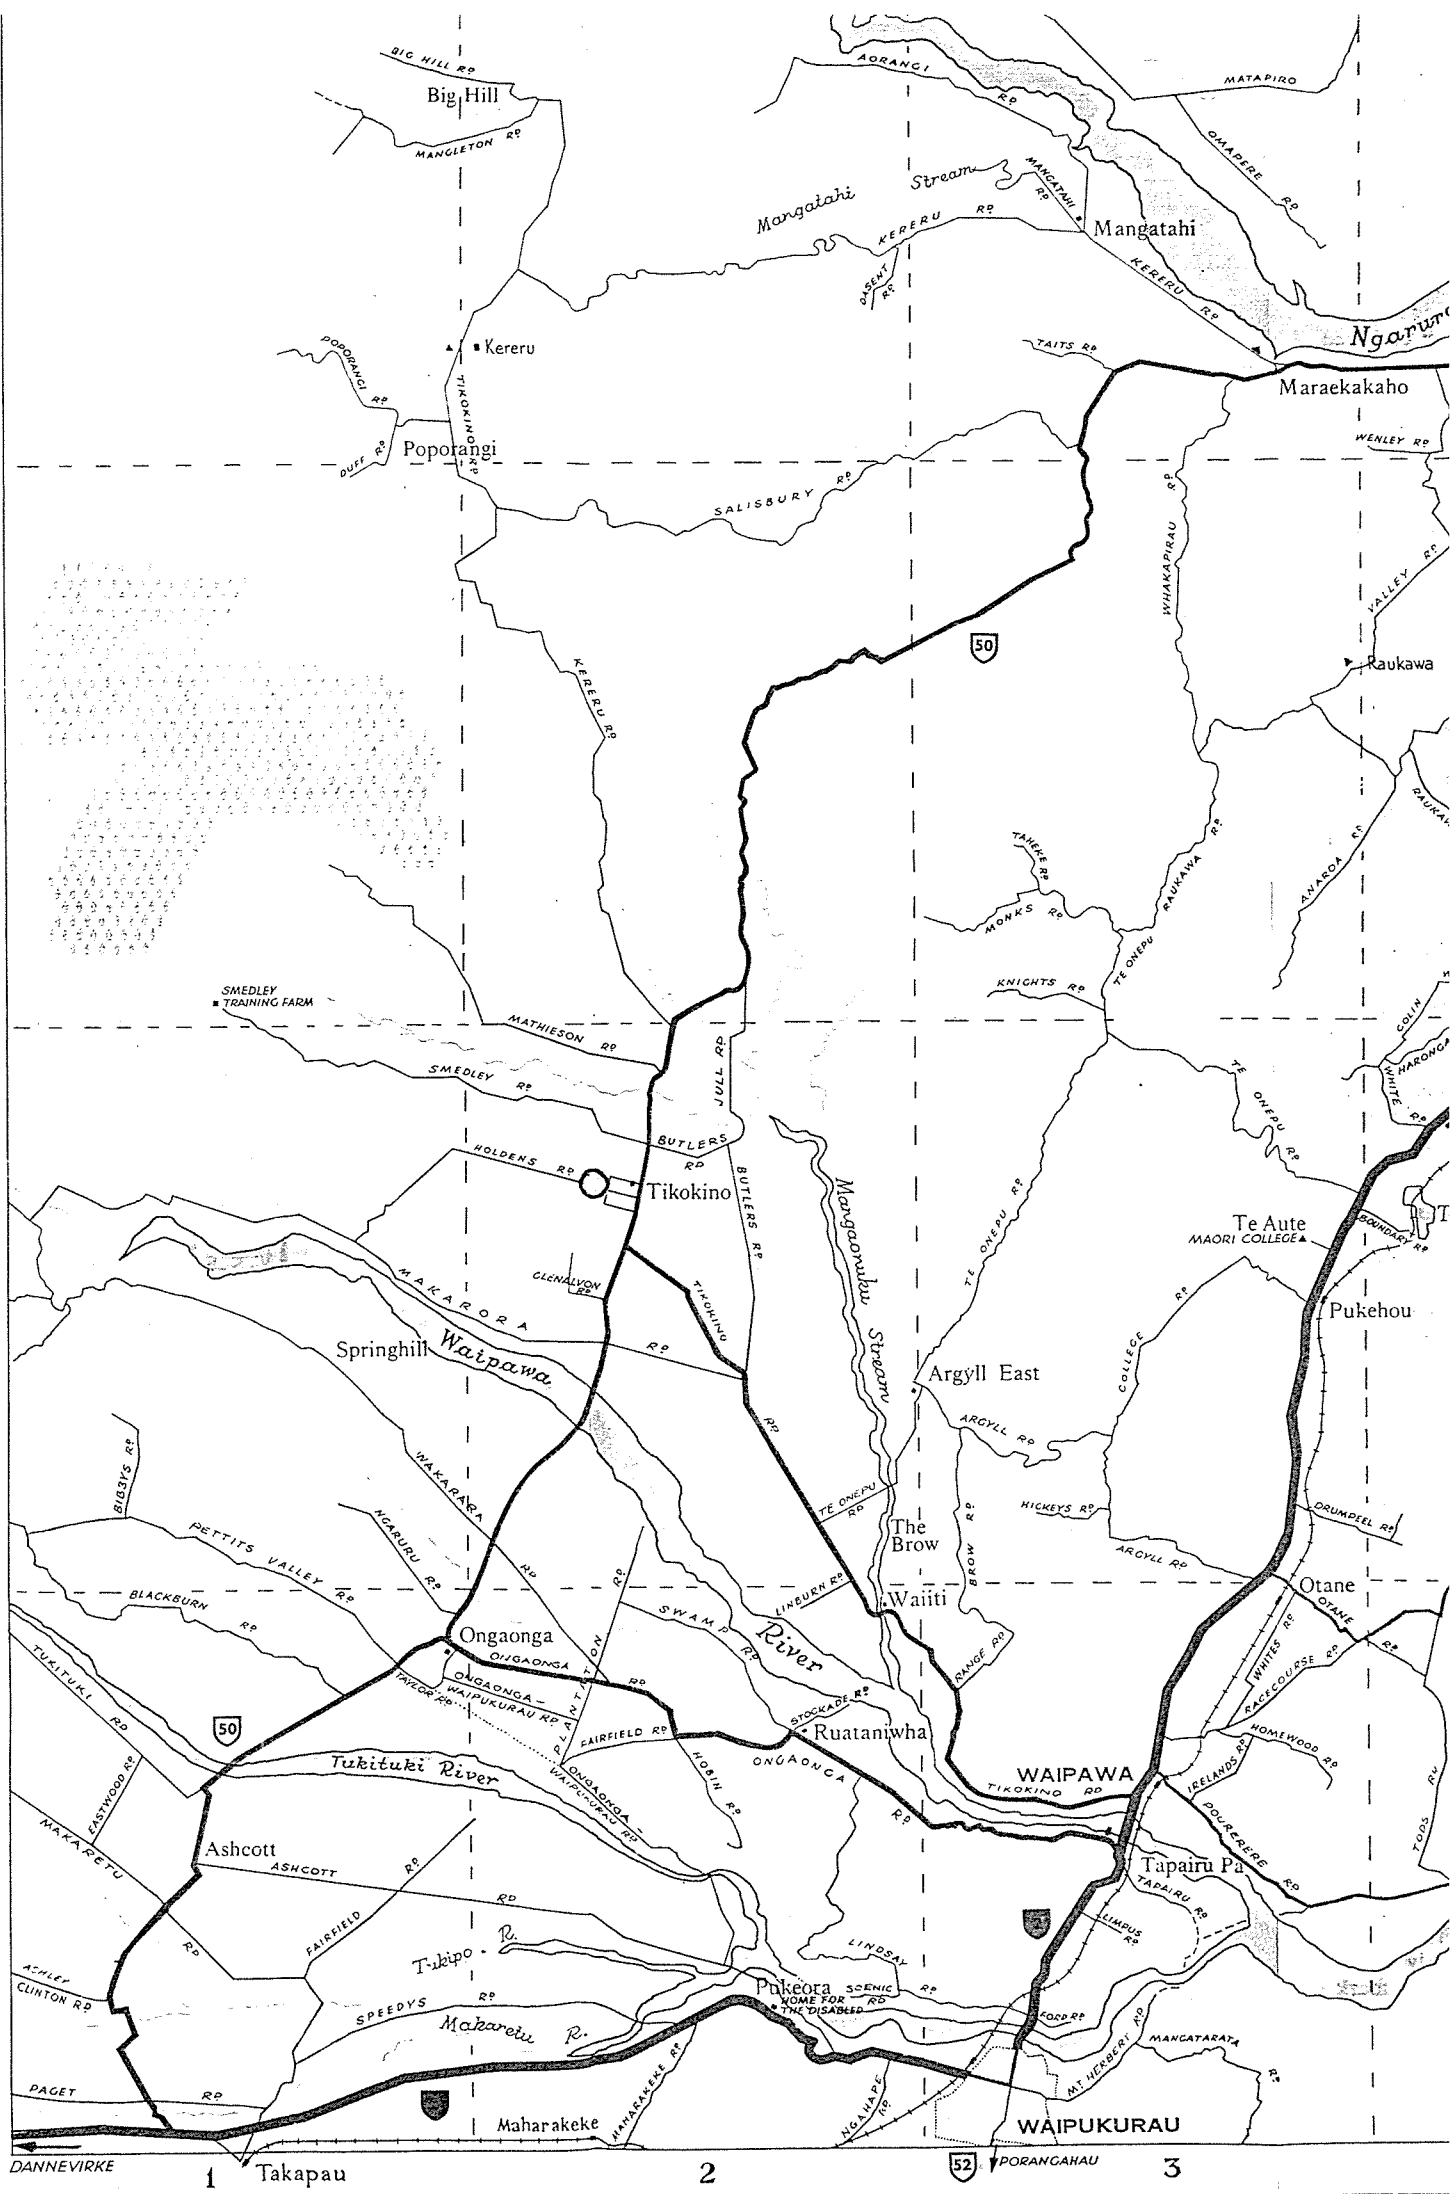 BIG HILL RD
Big Hill
MANGLETON RD
AORANGI
RD
MATAPIRO
OMAPERE
RD
Mangatahi
Stream
MANGATAHI
RD
KERERU
RD
Mangatahi
DASENT
RD
KERERU
RD
Kereru
POPORANGI
RD
TIKOKINO RD
TAITS RD
Maraekakaho
DUFF RD
Poporangi
WENLEY RD
SALISBURY
RD
WHAKAPIRAU
RD
VALLEY
RD
50
Raukawa
KERERU RD
TAHEKE RD
MONKS
RD
RAUKAWA
RD
ANAROA
RD
TE ONEPU
KNIGHTS
RD
SMEDLEY
TRAINING FARM
MATHIESON
RD
SMEDLEY
RD
JULL RD
COLIN
WHITE
RD
TE
ONEPU
RD
HOLDENS
RD
BUTLERS
RD
Tikokino
BUTLERS RD
Mangaonuku
Stream
TE ONEPU
RD
Te Aute
MAORI COLLEGE
BOUNDARY
RD
MAKARORA
RD
GLENALVON
RD
TIKOKINO
RD
Springhill
Waipawa
Pukehou
COLLEGE
RD
Argyll East
ARGYLL RD
BIBBYS RD
WAKARARA
RD
NGARURU
RD
PETTITS VALLEY
RD
BLACKBURN
RD
TE ONEPU
RD
The
Brow
BROW RD
HICKEYS RD
ARGYLL RD
DRUMPEEL RD
LINBURN RD
Waiiti
Otane
OTANE
RD
SWAMP RD
River
RANGE RD
WHITES RD
RACECOURSE RD
HOMEWOOD
RD
IRELANDS RD
TUKITUKI
RD
Ongaonga
ONGAONGA
RD
ONGAONGA –
WAIPUKURAU RD
TAYLOR RD
PLANTATION
RD
STOCKADE RD
Ruataniwha
FAIRFIELD RD
HOBIN
RD
ONGAONGA
RD
50
Tukituki River
ONGAONGA –
WAIPUKURAU RD
EASTWOOD RD
MAKARETU
RD
WAIPAWA
TIKOKINO RD
POURERERE
RD
TODS
RD
Ashcott
ASHCOTT
RD
FAIRFIELD
RD
Tapairu Pa
TAPAIRU
RD
LIMPUS
RD
Tukipo
R.
LINDSAY
SCENIC
RD
RD
Pukeora
HOME FOR
THE DISABLED
FORD RD
ASHLEY
CLINTON RD
SPEEDYS
RD
Makaretu
R.
MT HERBERT RD
MANGATARATA
RD
MAHARAKEKE RD
NGAHAPE
RD
PAGET
RD
Maharakeke
WAIPUKURAU
DANNEVIRKE
Takapau
52
PORANGAHAU
1
2
3